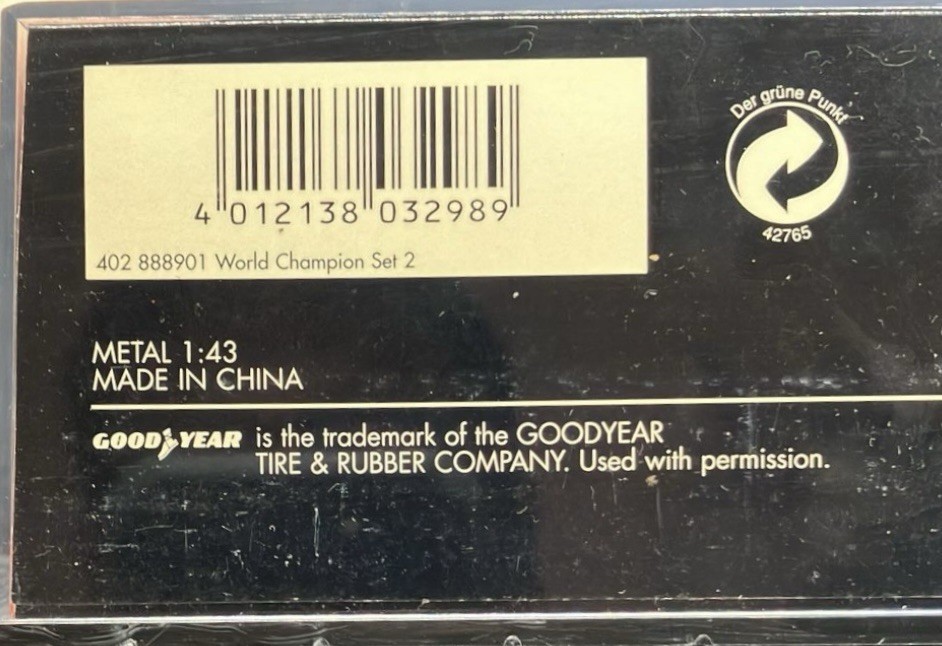 4 012138 032989
402 888901 World Champion Set 2
Der grüne Punkt
42765
METAL 1:43
MADE IN CHINA
GOODYEAR is the trademark of the GOODYEAR
TIRE & RUBBER COMPANY. Used with permission.